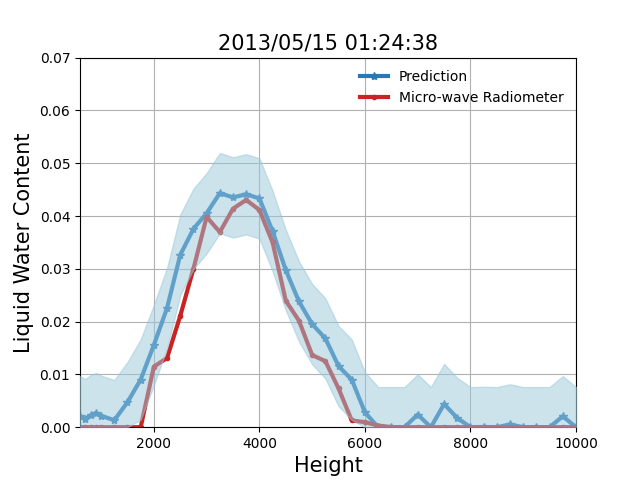 2013/05/15 01:24:38
0.07
0.06
0.05
0.04
0.03
0.02
0.01
0.00
Liquid Water Content
Prediction
Micro-wave Radiometer
2000 4000 6000 8000 10000
Height